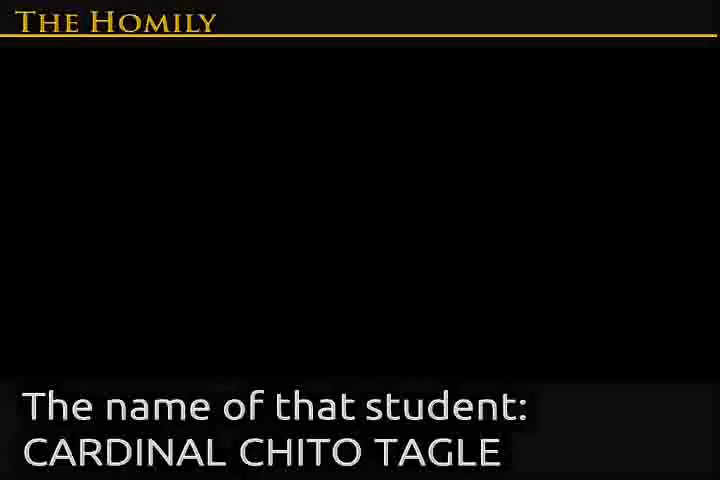 The Homily
The name of that student:
CARDINAL CHITO TAGLE